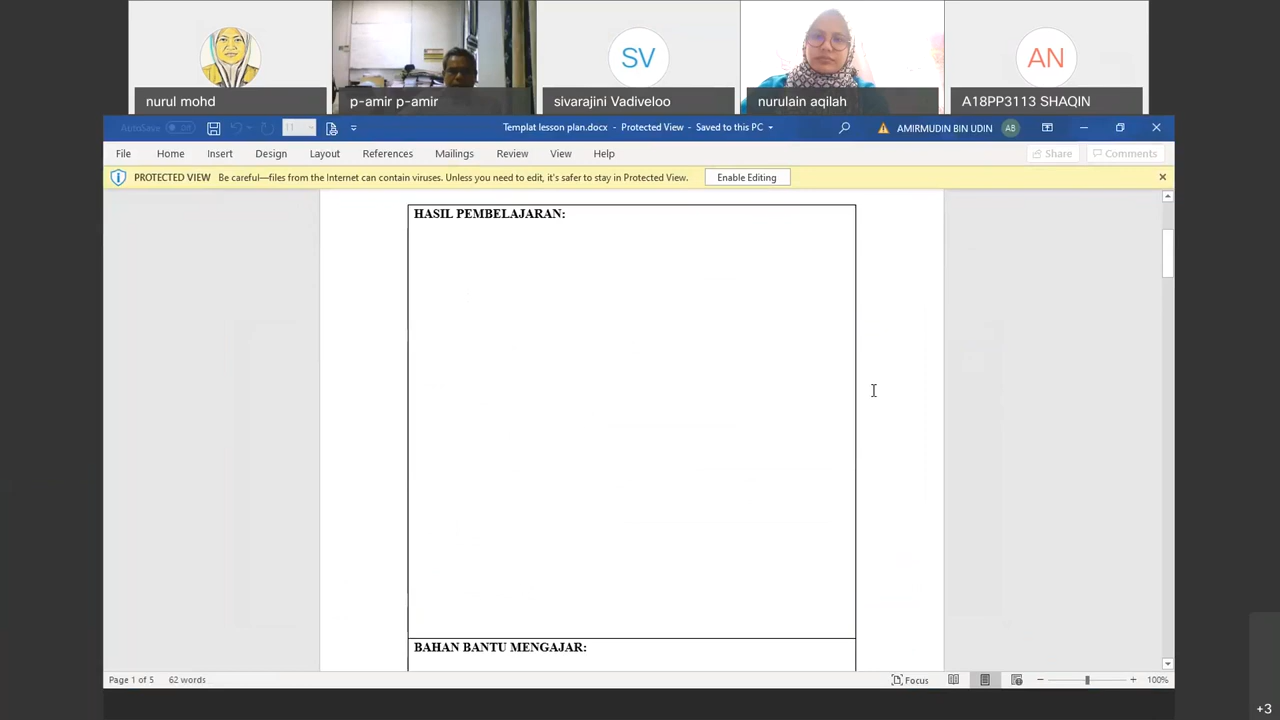 nurul mohd
p-amir p-amir
SV
sivarajini Vadiveloo
nurulain aqilah
AN
A18PP3113 SHAQIN
AutoSave
Off
11
Templat lesson plan.docx - Protected View - Saved to this PC
AMIRMUDIN BIN UDIN
AB
File Home Insert Design Layout References Mailings Review View Help
Share
Comments
PROTECTED VIEW Be careful—files from the Internet can contain viruses. Unless you need to edit, it's safer to stay in Protected View.
Enable Editing
HASIL PEMBELAJARAN:
BAHAN BANTU MENGAJAR:
Page 1 of 5 62 words
Focus
100%
+3